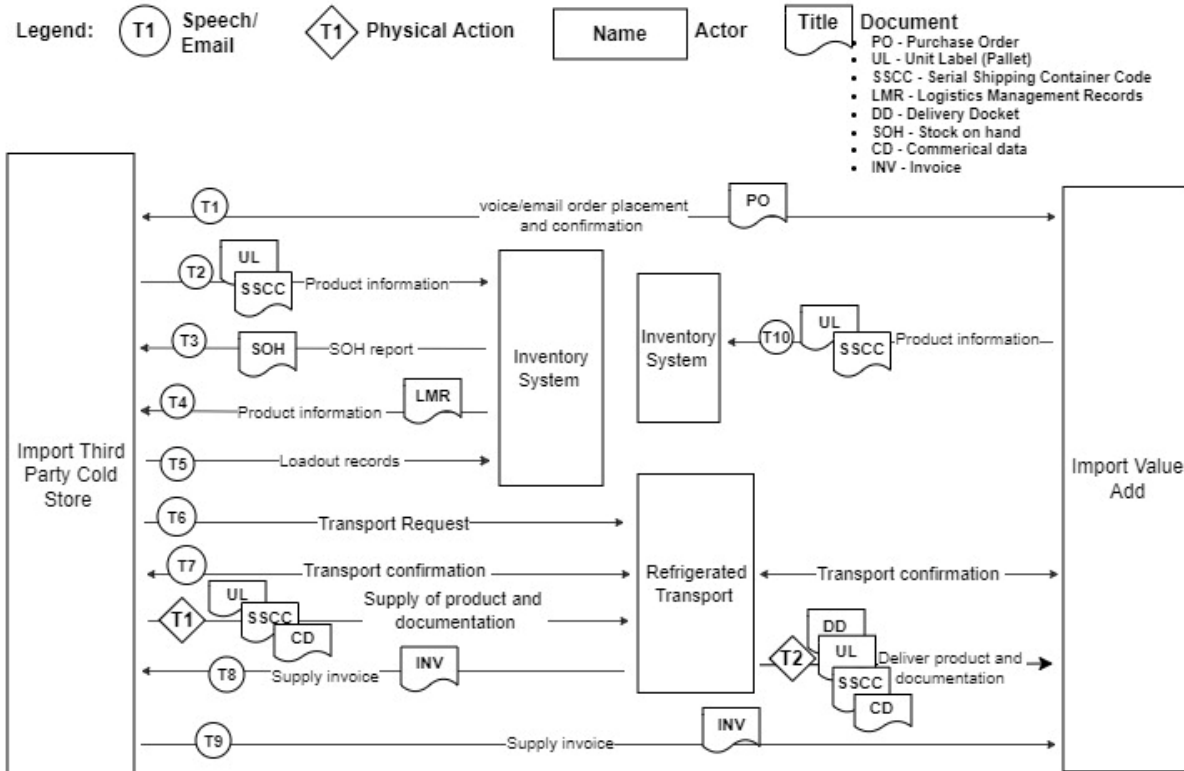 Legend:
T1
Speech/
Email
T1
Physical Action
Name
Actor
Title
Document
• PO - Purchase Order
• UL - Unit Label (Pallet)
• SSCC - Serial Shipping Container Code
• LMR - Logistics Management Records
• DD - Delivery Docket
• SOH - Stock on hand
• CD - Commerical data
• INV - Invoice
Import Third
Party Cold
Store
T1
voice/email order placement
and confirmation
PO
T2
UL
SSCC
Product information
T3
SOH
SOH report
T4
Product information
LMR
T5
Loadout records
Inventory
System
Inventory
System
T10
UL
SSCC
Product information
Import Value
Add
T6
Transport Request
T7
Transport confirmation
Refrigerated
Transport
Transport confirmation
T1
UL
SSCC
CD
Supply of product and
documentation
T2
DD
UL
SSCC
CD
Deliver product and
documentation
T8
Supply invoice
INV
T9
Supply invoice
INV